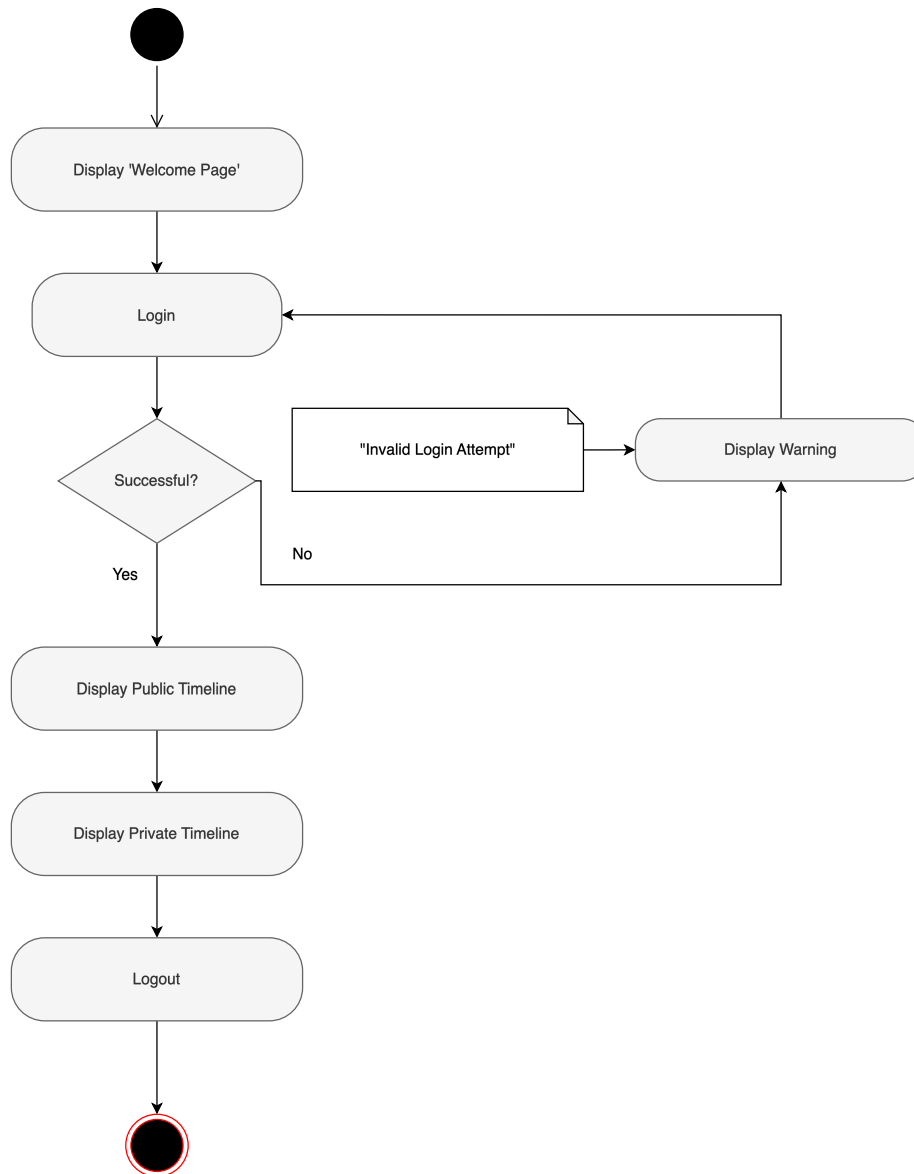 Display 'Welcome Page'
Login
"Invalid Login Attempt"
Display Warning
Successful?
No
Yes
Display Public Timeline
Display Private Timeline
Logout